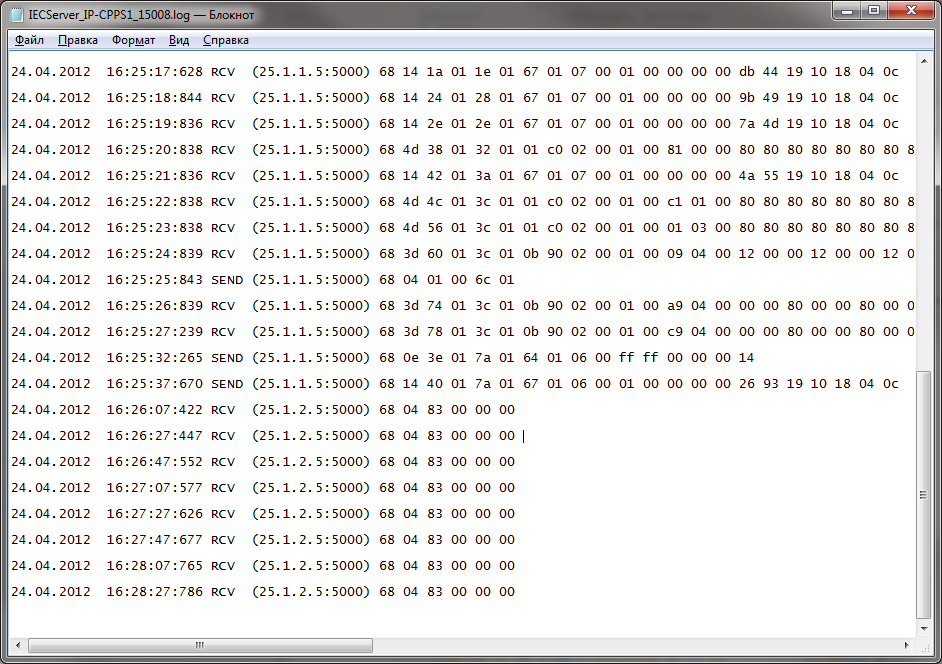 IECServer_IP-CPPS1_15008.log — Блокнот
Файл Правка Формат Вид Справка
24.04.2012 16:25:17:628 RCV (25.1.1.5:5000) 68 14 1a 01 1e 01 67 01 07 00 01 00 00 00 00 db 44 19 10 18 04 0c
24.04.2012 16:25:18:844 RCV (25.1.1.5:5000) 68 14 24 01 28 01 67 01 07 00 01 00 00 00 00 9b 49 19 10 18 04 0c
24.04.2012 16:25:19:836 RCV (25.1.1.5:5000) 68 14 2e 01 2e 01 67 01 07 00 01 00 00 00 00 7a 4d 19 10 18 04 0c
24.04.2012 16:25:20:838 RCV (25.1.1.5:5000) 68 4d 38 01 32 01 01 c0 02 00 01 00 81 00 00 80 80 80 80 80 80 80 8
24.04.2012 16:25:21:836 RCV (25.1.1.5:5000) 68 14 42 01 3a 01 67 01 07 00 01 00 00 00 00 4a 55 19 10 18 04 0c
24.04.2012 16:25:22:838 RCV (25.1.1.5:5000) 68 4d 4c 01 3c 01 01 c0 02 00 01 00 c1 01 00 80 80 80 80 80 80 80 8
24.04.2012 16:25:23:838 RCV (25.1.1.5:5000) 68 4d 56 01 3c 01 01 c0 02 00 01 00 01 03 00 80 80 80 80 80 80 80 8
24.04.2012 16:25:24:839 RCV (25.1.1.5:5000) 68 3d 60 01 3c 01 0b 90 02 00 01 00 09 04 00 12 00 00 12 00 00 12 0
24.04.2012 16:25:25:843 SEND (25.1.1.5:5000) 68 04 01 00 6c 01
24.04.2012 16:25:26:839 RCV (25.1.1.5:5000) 68 3d 74 01 3c 01 0b 90 02 00 01 00 a9 04 00 00 00 80 00 00 80 00 0
24.04.2012 16:25:27:239 RCV (25.1.1.5:5000) 68 3d 78 01 3c 01 0b 90 02 00 01 00 c9 04 00 00 00 80 00 00 80 00 0
24.04.2012 16:25:32:265 SEND (25.1.1.5:5000) 68 0e 3e 01 7a 01 64 01 06 00 ff ff 00 00 00 14
24.04.2012 16:25:37:670 SEND (25.1.1.5:5000) 68 14 40 01 7a 01 67 01 06 00 01 00 00 00 00 26 93 19 10 18 04 0c
24.04.2012 16:26:07:422 RCV (25.1.2.5:5000) 68 04 83 00 00 00
24.04.2012 16:26:27:447 RCV (25.1.2.5:5000) 68 04 83 00 00 00
24.04.2012 16:26:47:552 RCV (25.1.2.5:5000) 68 04 83 00 00 00
24.04.2012 16:27:07:577 RCV (25.1.2.5:5000) 68 04 83 00 00 00
24.04.2012 16:27:27:626 RCV (25.1.2.5:5000) 68 04 83 00 00 00
24.04.2012 16:27:47:677 RCV (25.1.2.5:5000) 68 04 83 00 00 00
24.04.2012 16:28:07:765 RCV (25.1.2.5:5000) 68 04 83 00 00 00
24.04.2012 16:28:27:786 RCV (25.1.2.5:5000) 68 04 83 00 00 00